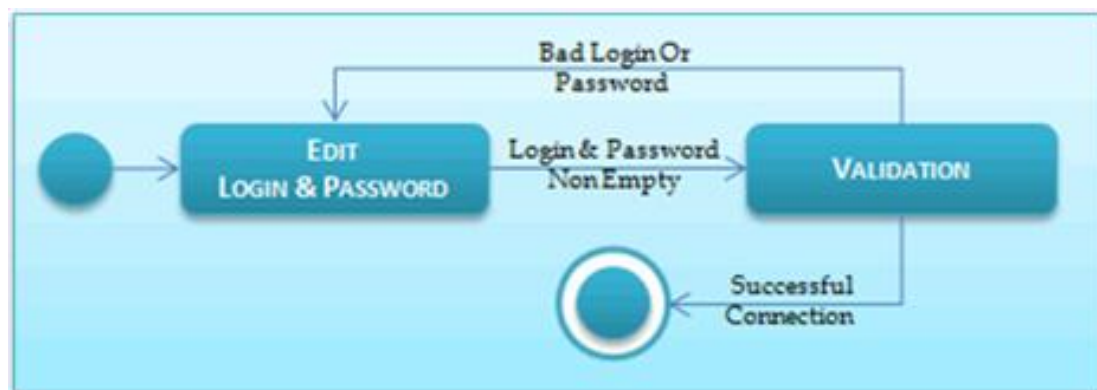 Bad Login Or
Password
EDIT
LOGIN & PASSWORD
Login & Password
Non Empty
VALIDATION
Successful
Connection